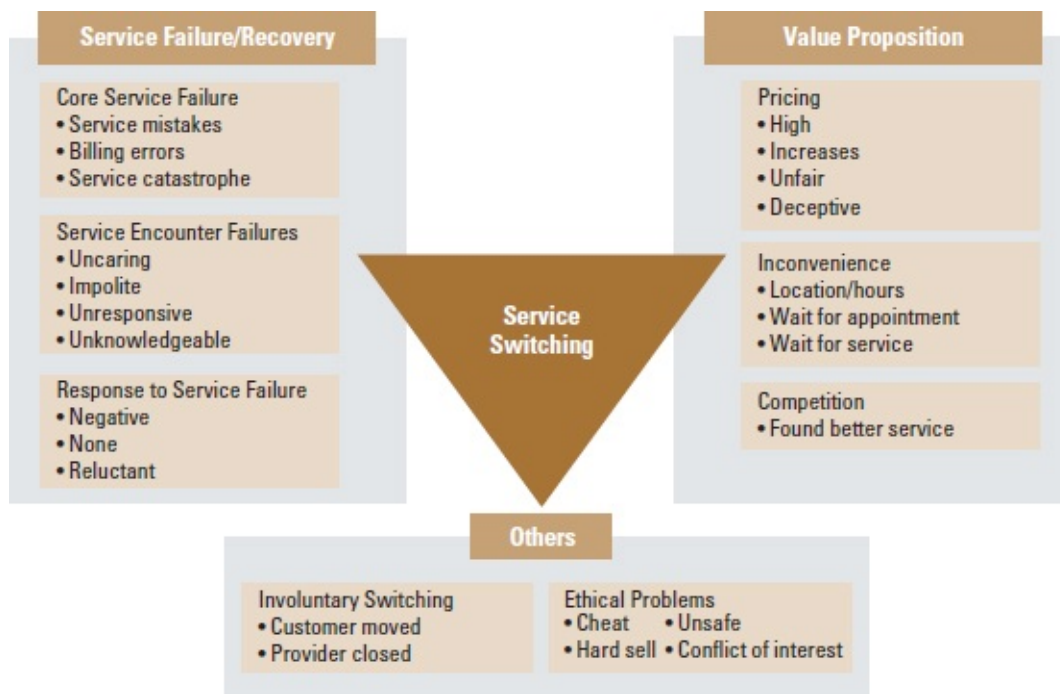 Service Failure/Recovery
Core Service Failure
• Service mistakes
• Billing errors
• Service catastrophe
Service Encounter Failures
• Uncaring
• Impolite
• Unresponsive
• Unknowledgeable
Response to Service Failure
• Negative
• None
• Reluctant
Service
Switching
Value Proposition
Pricing
• High
• Increases
• Unfair
• Deceptive
Inconvenience
• Location/hours
• Wait for appointment
• Wait for service
Competition
• Found better service
Others
Involuntary Switching
• Customer moved
• Provider closed
Ethical Problems
• Cheat • Unsafe
• Hard sell • Conflict of interest